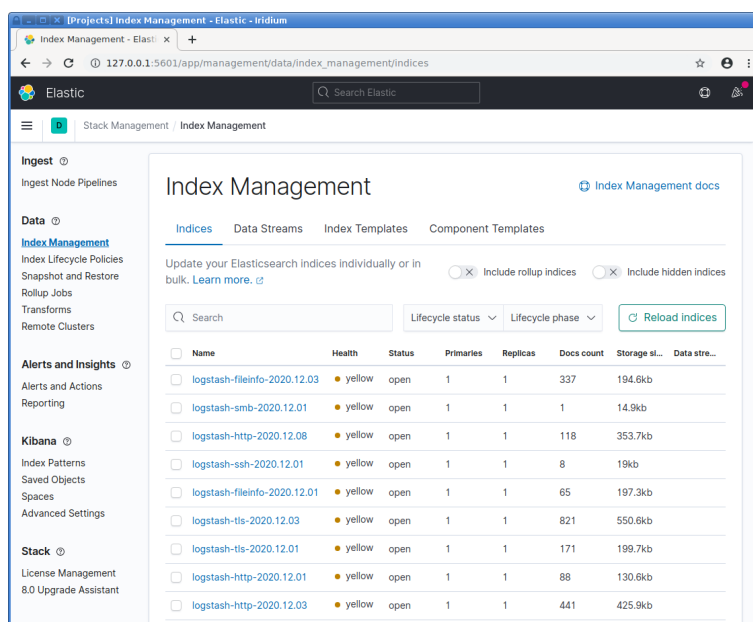 [Projects] Index Management - Elastic - Iridium
Index Management - Elasti
127.0.0.1:5601/app/management/data/index_management/indices
Elastic
Search Elastic
D
Stack Management / Index Management
Ingest
Ingest Node Pipelines
Data
Index Management
Index Lifecycle Policies
Snapshot and Restore
Rollup Jobs
Transforms
Remote Clusters
Alerts and Insights
Alerts and Actions
Reporting
Kibana
Index Patterns
Saved Objects
Spaces
Advanced Settings
Stack
License Management
8.0 Upgrade Assistant
Index Management
Index Management docs
Indices Data Streams Index Templates Component Templates
Update your Elasticsearch indices individually or in
bulk. Learn more.
Include rollup indices Include hidden indices
Search Lifecycle status Lifecycle phase Reload indices
Name Health Status Primaries Replicas Docs count Storage si... Data stre...
logstash-fileinfo-2020.12.03 yellow open 1 1 337 194.6kb
logstash-smb-2020.12.01 yellow open 1 1 1 14.9kb
logstash-http-2020.12.08 yellow open 1 1 118 353.7kb
logstash-ssh-2020.12.01 yellow open 1 1 8 19kb
logstash-fileinfo-2020.12.01 yellow open 1 1 65 197.3kb
logstash-tls-2020.12.03 yellow open 1 1 821 550.6kb
logstash-tls-2020.12.01 yellow open 1 1 171 199.7kb
logstash-http-2020.12.01 yellow open 1 1 88 130.6kb
logstash-http-2020.12.03 yellow open 1 1 441 425.9kb